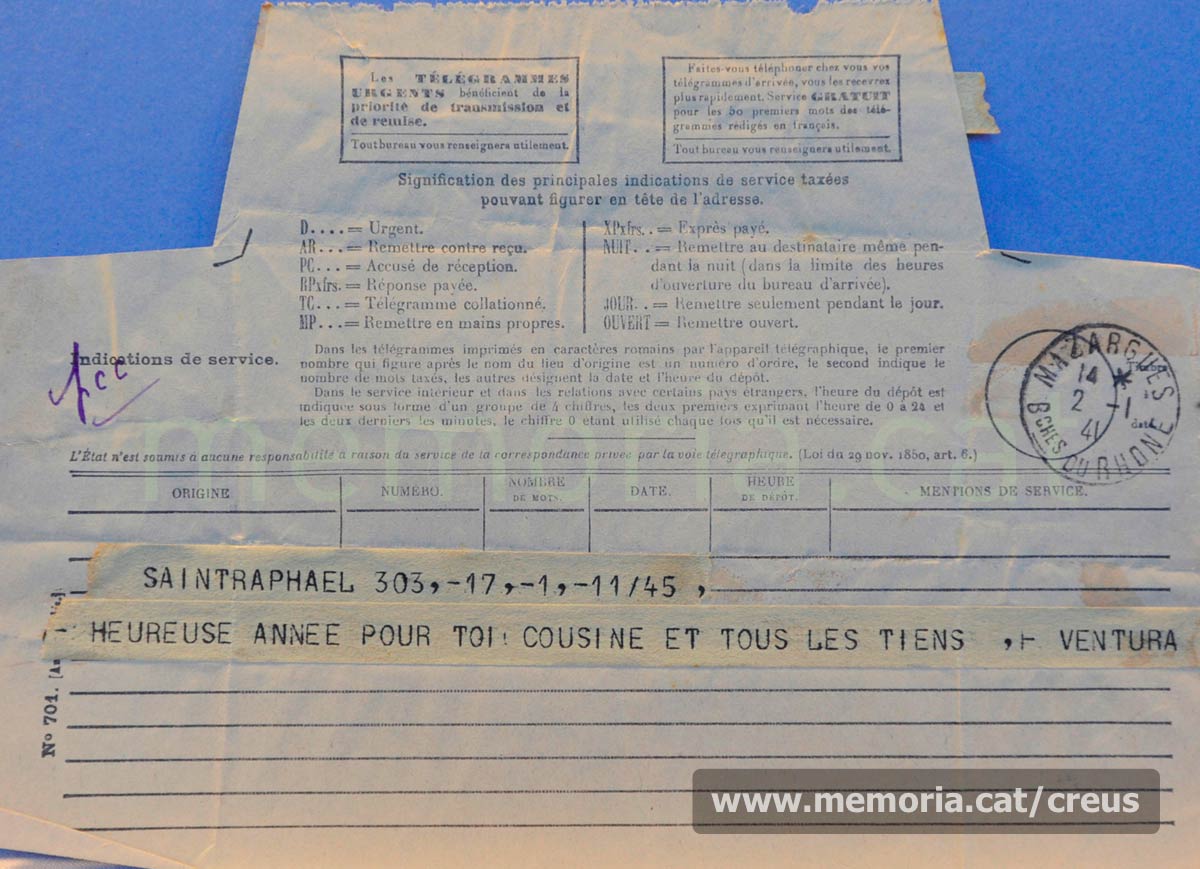 Les TÉLÉGRAMMES
URGENTS bénéficient de la
priorité de transmission et
de remise.
Tout bureau vous renseignera utilement.
Faites-vous téléphoner chez vous vos
télégrammes d'arrivée, vous les recevrez
plus rapidement. Service GRATUIT
pour les 50 premiers mots des télé-
grammes rédigés en français.
Tout bureau vous renseignera utilement.
Signification des principales indications de service taxées
pouvant figurer en tête de l'adresse.
D.... = Urgent.
AR... = Remettre contre reçu.
PC... = Accusé de réception.
RPxfrs. = Réponse payée.
TC... = Télégramme collationné.
MP... = Remettre en mains propres.
XPxfrs.. = Exprès payé.
NUIT.. = Remettre au destinataire même pen-
dant la nuit (dans la limite des heures
d'ouverture du bureau d'arrivée).
JOUR.. = Remettre seulement pendant le jour.
OUVERT = Remettre ouvert.
Indications de service.
Dans les télégrammes imprimés en caractères romains par l'appareil télégraphique, le premier
nombre qui figure après le nom du lieu d'origine est un numéro d'ordre, le second indique le
nombre de mots taxés, les autres désignent la date et l'heure du dépôt.
Dans le service intérieur et dans les relations avec certains pays étrangers, l'heure du dépôt est
indiquée sous forme d'un groupe de 4 chiffres, les deux premiers exprimant l'heure de 0 à 24 et
les deux derniers les minutes, le chiffre 0 étant utilisé chaque fois qu'il est nécessaire.
MAZARGUES
14 *
2 -1
41
BCHES DU RHONE
date
L'État n'est soumis à aucune responsabilité à raison du service de la correspondance privée par la voie télégraphique. (Loi du 29 nov. 1850, art. 6.)
memoria.cat
ORIGINE NUMÉRO. NOMBRE DE MOTS. DATE. HEURE DE DÉPÔT. MENTIONS DE SERVICE.
SAINTRAPHAEL 303,-17,-1,-11/45 ,
- HEUREUSE ANNEE POUR TOI COUSINE ET TOUS LES TIENS ,- VENTURA
No 701.
www.memoria.cat/creus